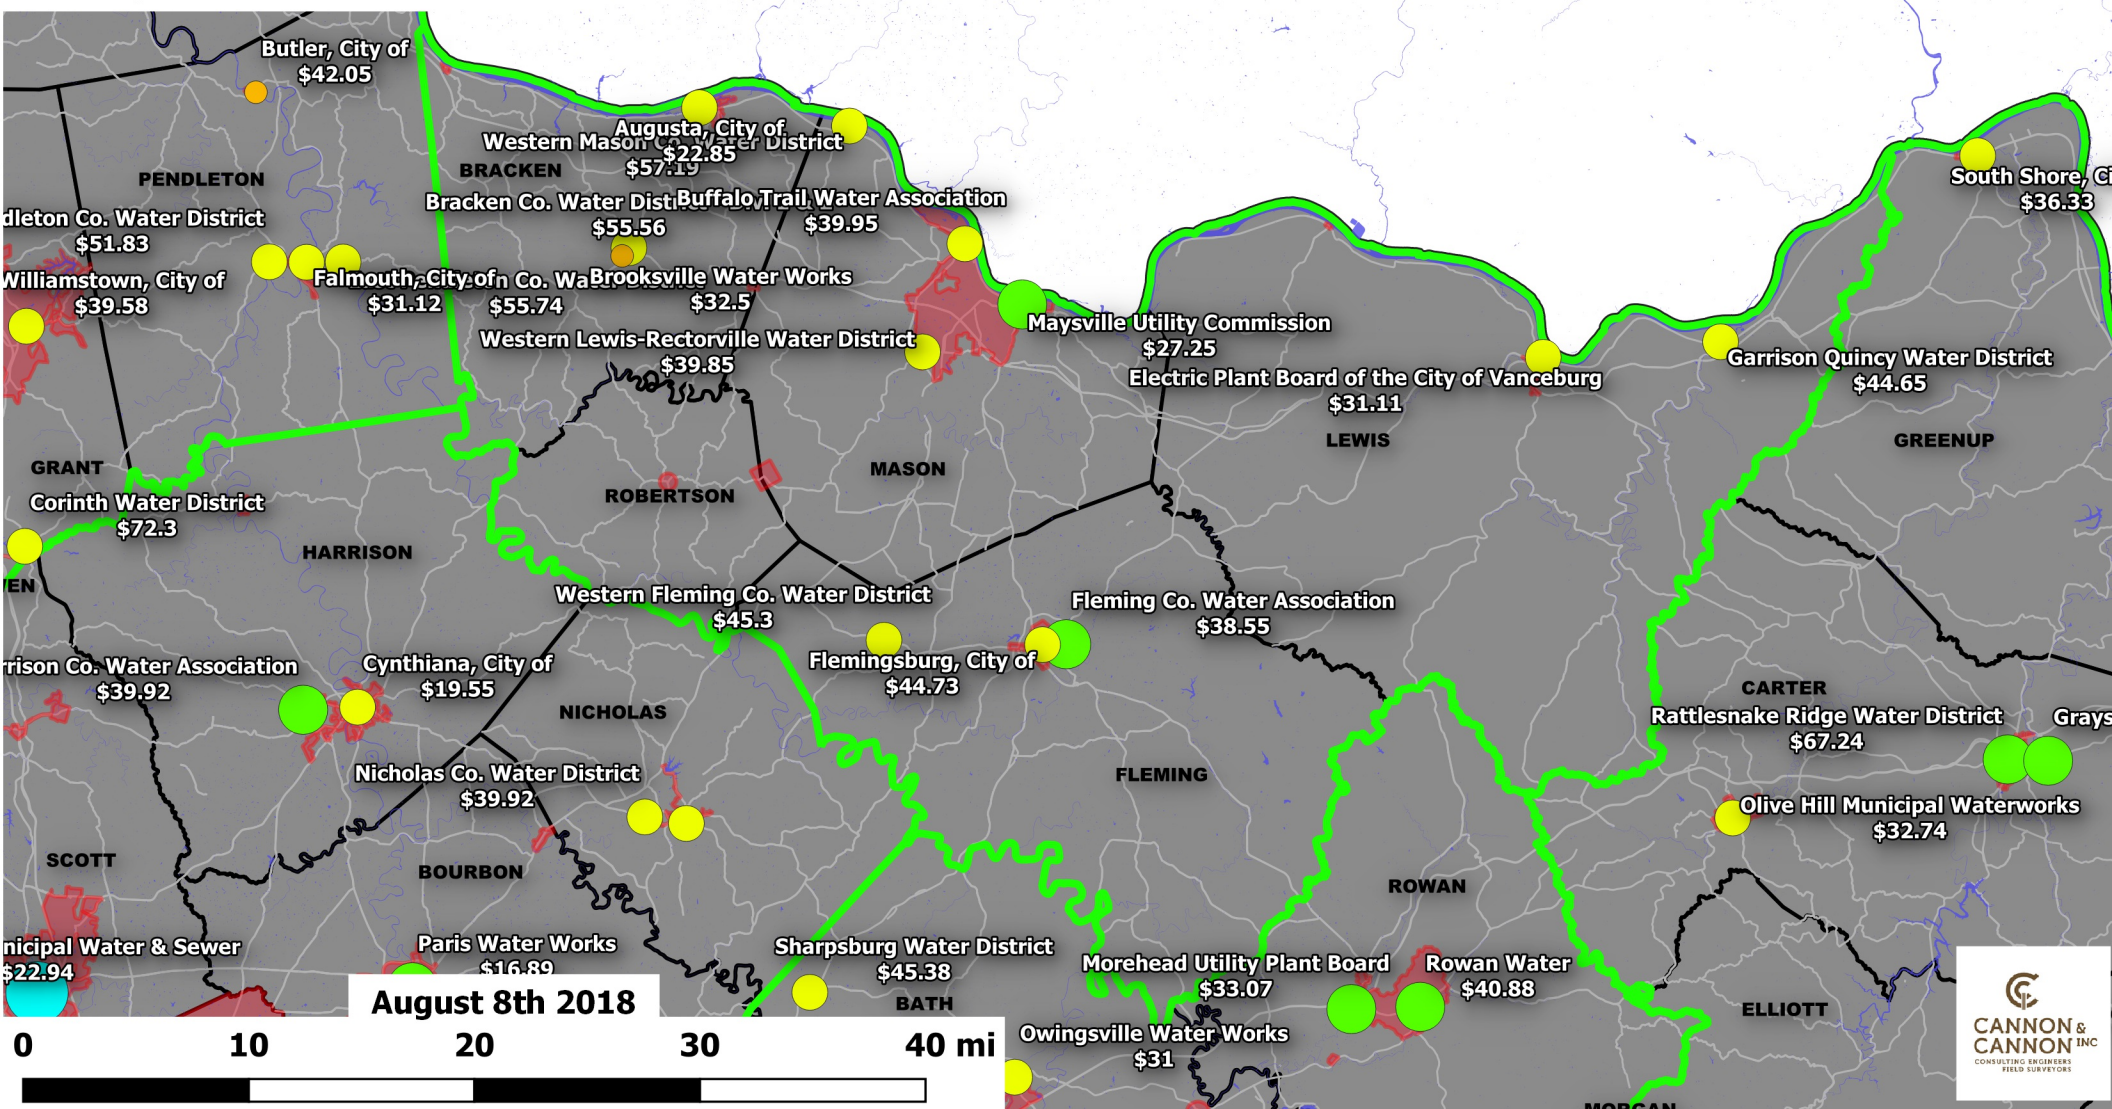 Butler, City of
$42.05
Augusta, City of
$22.85
Western Mason Co. Water District
$57.19
PENDLETON
BRACKEN
South Shore, Ci
$36.33
Bracken Co. Water District
$55.56
Buffalo Trail Water Association
$39.95
dleton Co. Water District
$51.83
Williamstown, City of
$39.58
Falmouth, City of
$31.12
n Co. Wa
$55.74
Brooksville Water Works
$32.5
Western Lewis-Rectorville Water District
$39.85
Maysville Utility Commission
$27.25
Electric Plant Board of the City of Vanceburg
$31.11
Garrison Quincy Water District
$44.65
LEWIS
GREENUP
GRANT
MASON
ROBERTSON
Corinth Water District
$72.3
HARRISON
EN
Western Fleming Co. Water District
$45.3
Fleming Co. Water Association
$38.55
rrison Co. Water Association
$39.92
Cynthiana, City of
$19.55
Flemingsburg, City of
$44.73
CARTER
NICHOLAS
Rattlesnake Ridge Water District
$67.24
Grays
Nicholas Co. Water District
$39.92
FLEMING
Olive Hill Municipal Waterworks
$32.74
SCOTT
BOURBON
ROWAN
nicipal Water & Sewer
$22.94
Paris Water Works
$16.89
Sharpsburg Water District
$45.38
Morehead Utility Plant Board
$33.07
Rowan Water
$40.88
BATH
ELLIOTT
August 8th 2018
Owingsville Water Works
$31
0 10 20 30 40 mi
CANNON &
CANNON INC
CONSULTING ENGINEERS
FIELD SURVEYORS
MORGAN